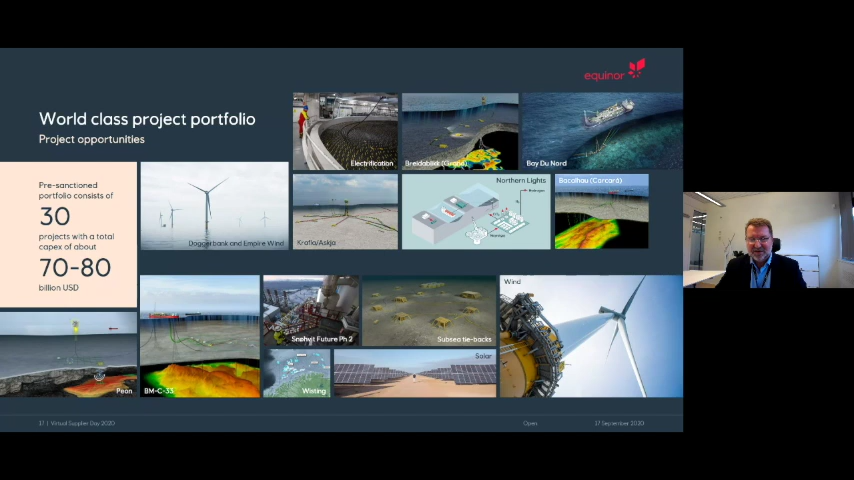 equinor
World class project portfolio
Project opportunities
Pre-sanctioned
portfolio consists of
30
projects with a total
capex of about
70-80
billion USD
Electrification
Breidablikk (Grand)
Bay Du Nord
Doggerbank and Empire Wind
Krafla/Askja
Northern Lights
Bacalhau (Carcará)
Peon
BM-C-33
Snøhvit Future Ph 2
Subsea tie-backs
Wisting
Solar
Wind
17 | Virtual Supplier Day 2020
Open
17 September 2020